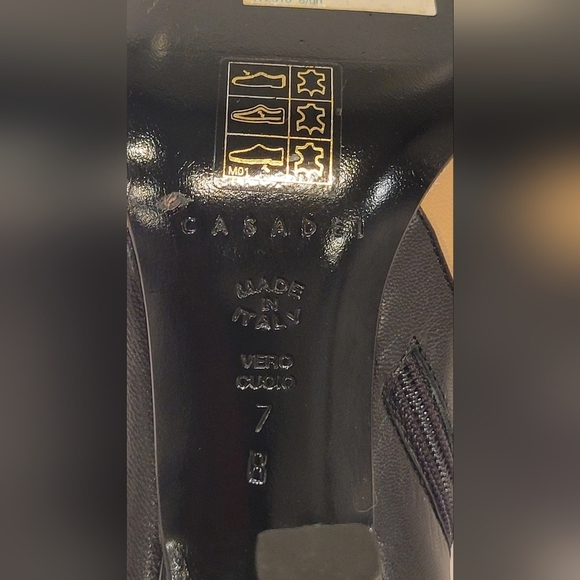 M01
CASADEI
MADE
IN
ITALY
VERO
CUOIO
7
B